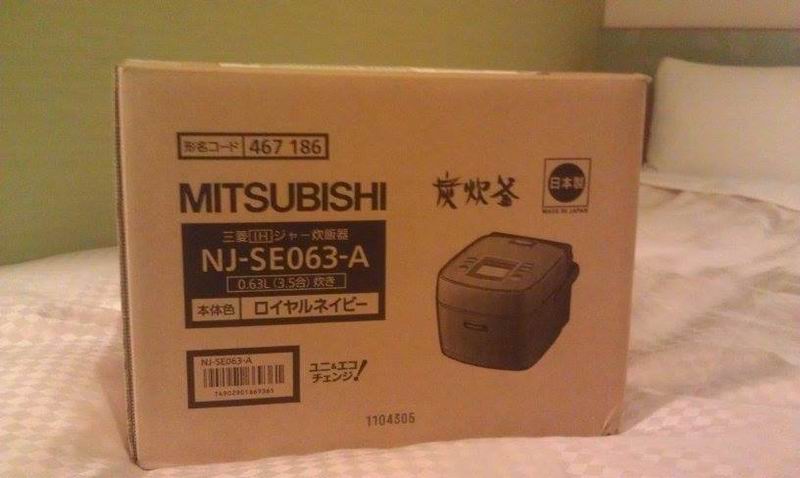 形名コード 467 186
MITSUBISHI
三菱IHジャー炊飯器
NJ-SE063-A
0.63L (3.5合) 炊き
本体色 ロイヤルネイビー
炭炊釜
日本製
MADE IN JAPAN
NJ-SE063-A
ユニ&エコ
チェンジ!
1104305